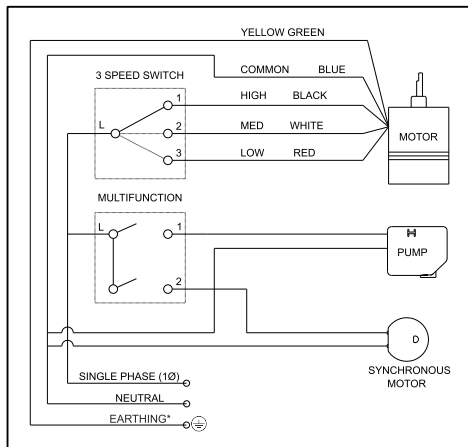 YELLOW GREEN
3 SPEED SWITCH
COMMON BLUE
HIGH BLACK
1
L
2
MED WHITE
MOTOR
3
LOW RED
MULTIFUNCTION
L
1
PUMP
2
D
SYNCHRONOUS
MOTOR
SINGLE PHASE (1Ø)
NEUTRAL
EARTHING*